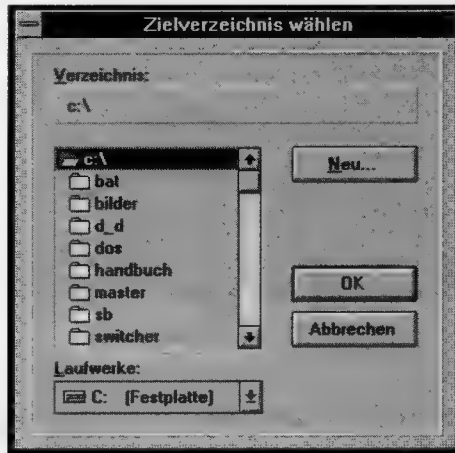 Zielverzeichnis wählen
Verzeichnis:
c:\
c:\
bat
bilder
d_d
dos
handbuch
master
sb
switcher
Neu...
OK
Abbrechen
Laufwerke:
C: (Festplatte)